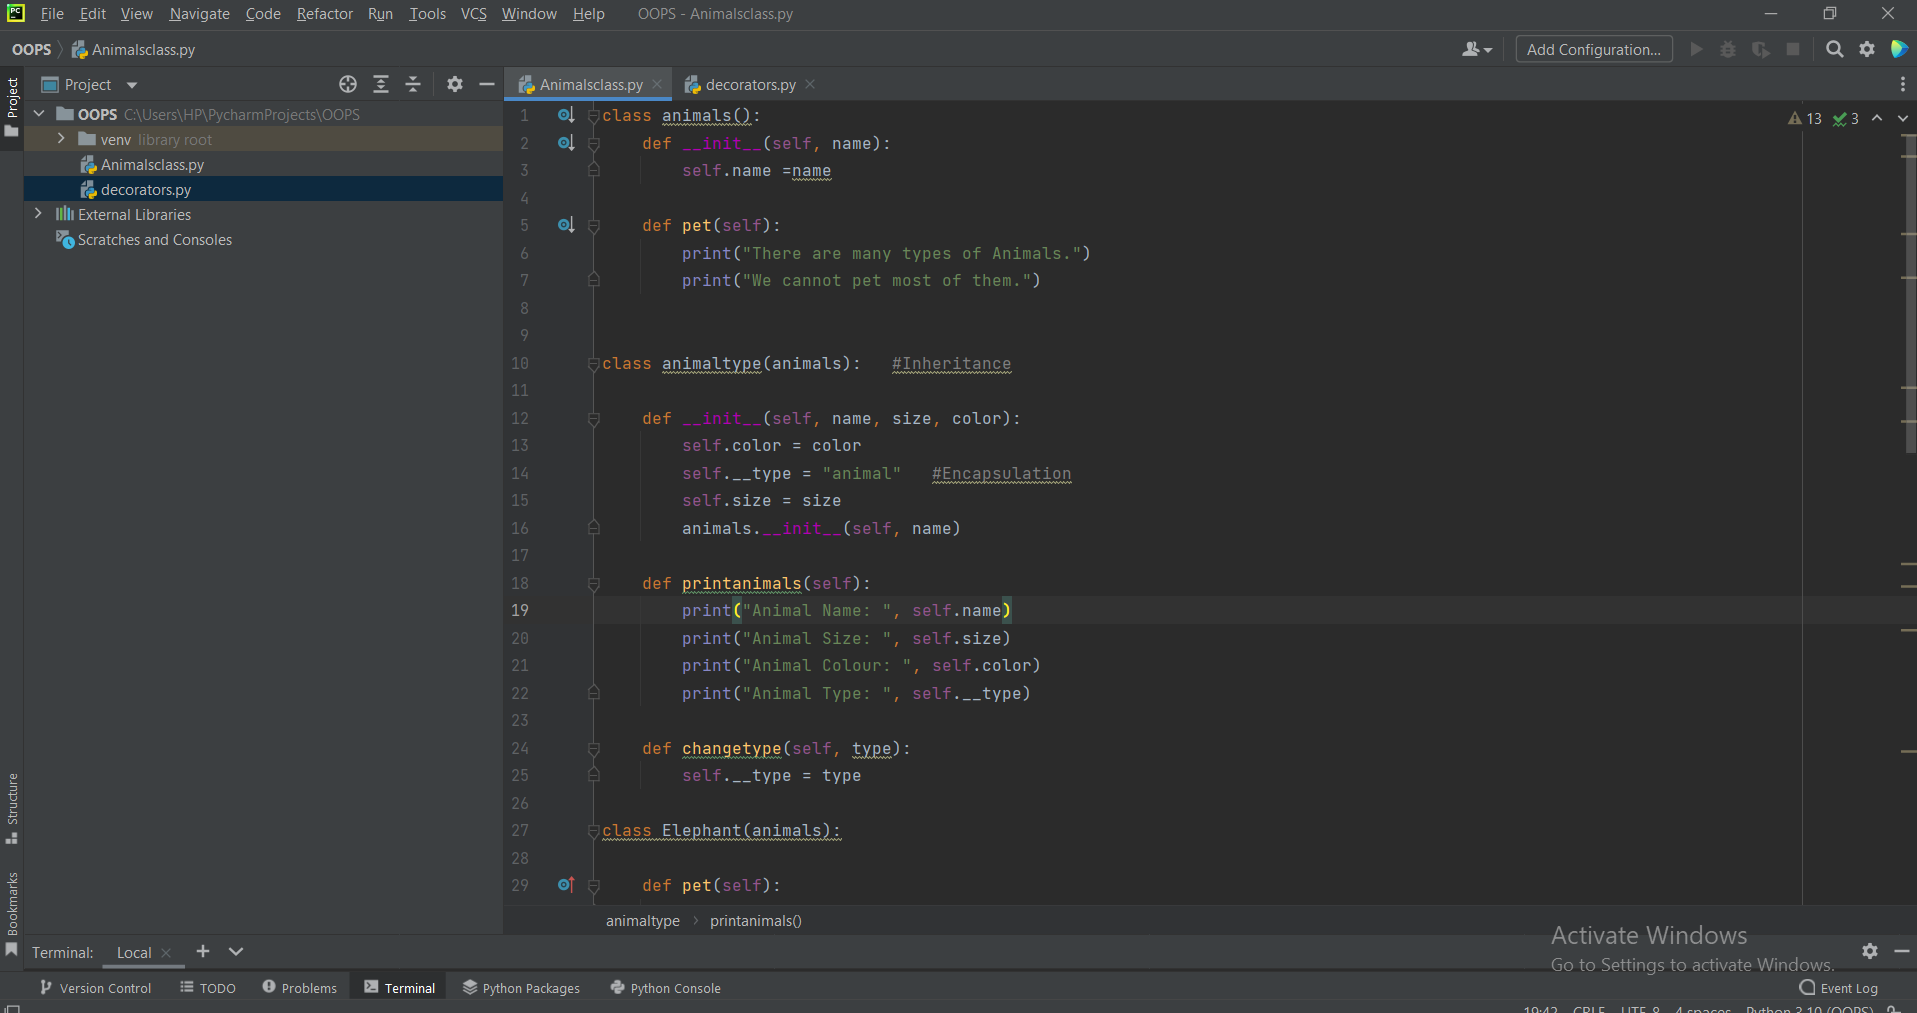 PC File Edit View Navigate Code Refactor Run Tools VCS Window Help OOPS - Animalsclass.py
OOPS Animalsclass.py Add Configuration...
Project Project Animalsclass.py decorators.py
OOPS C:\Users\HP\PycharmProjects\OOPS
venv library root
Animalsclass.py
decorators.py
External Libraries
Scratches and Consoles
13 3
1 class animals():
2 def __init__(self, name):
3 self.name =name
4
5 def pet(self):
6 print("There are many types of Animals.")
7 print("We cannot pet most of them.")
8
9
10 class animaltype(animals): #Inheritance
11
12 def __init__(self, name, size, color):
13 self.color = color
14 self.__type = "animal" #Encapsulation
15 self.size = size
16 animals.__init__(self, name)
17
18 def printanimals(self):
19 print("Animal Name: ", self.name)
20 print("Animal Size: ", self.size)
21 print("Animal Colour: ", self.color)
22 print("Animal Type: ", self.__type)
23
24 def changetype(self, type):
25 self.__type = type
26
27 class Elephant(animals):
28
29 def pet(self):
Structure
Bookmarks
animaltype printanimals()
Activate Windows
Go to Settings to activate Windows.
Terminal: Local
Version Control TODO Problems Terminal Python Packages Python Console Event Log
19:42 CRLF UTF-8 4 spaces Python 3.10 (OOPS)